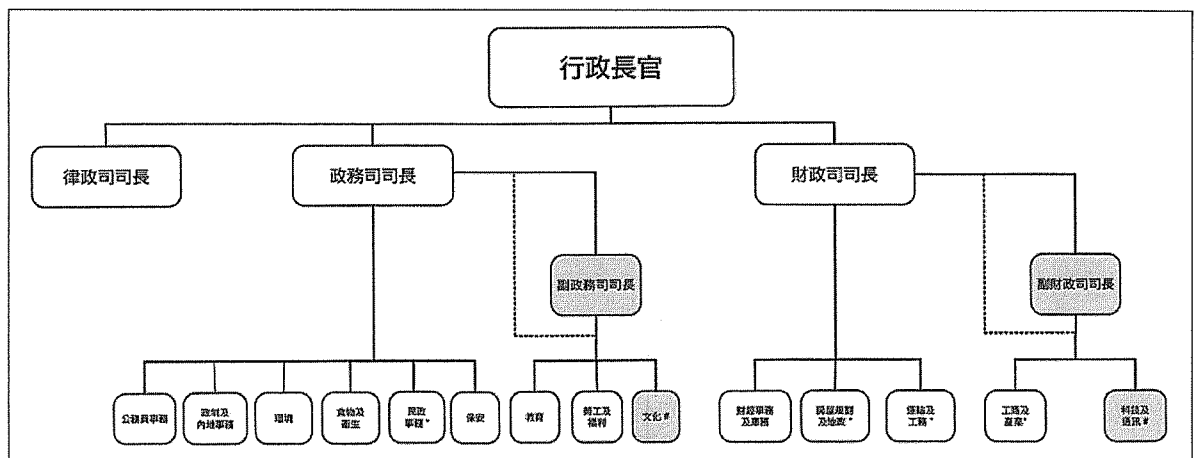 行政長官
律政司司長
政務司司長
財政司司長
副政務司司長
副財政司司長
公務員事務
政制及
內地事務
環境
食物及
衞生
民政
事務*
保安
教育
勞工及
福利
文化#
財經事務
及庫務
房屋規劃
及地政*
運輸及
工務*
工商及
產業*
科技及
通訊#